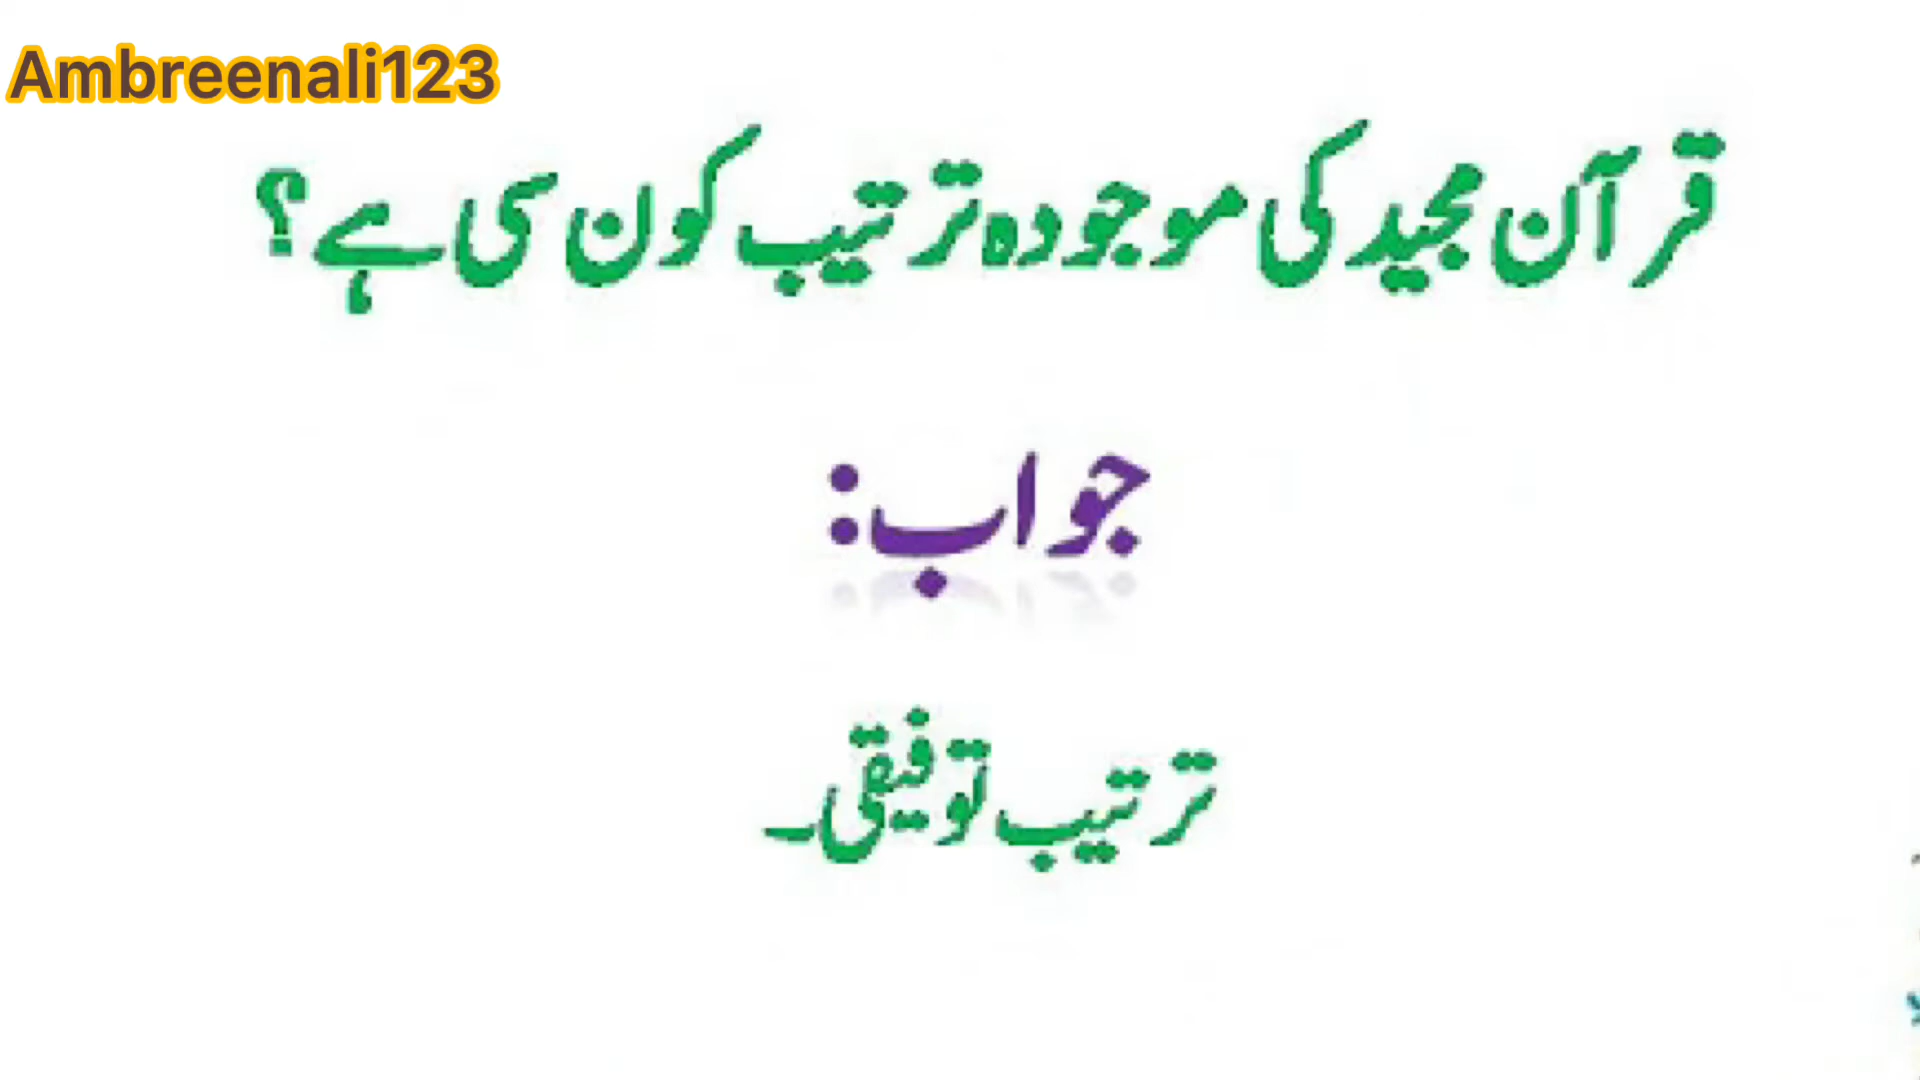 Ambreenali123
قرآن مجید کی موجودہ ترتیب کون سی ہے؟
جواب:
ترتیب توفیقی۔